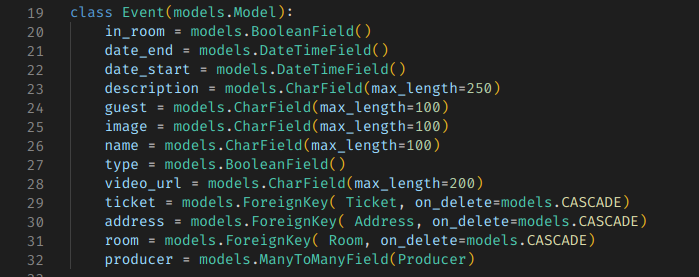 19 class Event(models.Model):
20 in_room = models.BooleanField()
21 date_end = models.DateTimeField()
22 date_start = models.DateTimeField()
23 description = models.CharField(max_length=250)
24 guest = models.CharField(max_length=100)
25 image = models.CharField(max_length=100)
26 name = models.CharField(max_length=100)
27 type = models.BooleanField()
28 video_url = models.CharField(max_length=200)
29 ticket = models.ForeignKey( Ticket, on_delete=models.CASCADE)
30 address = models.ForeignKey( Address, on_delete=models.CASCADE)
31 room = models.ForeignKey( Room, on_delete=models.CASCADE)
32 producer = models.ManyToManyField(Producer)